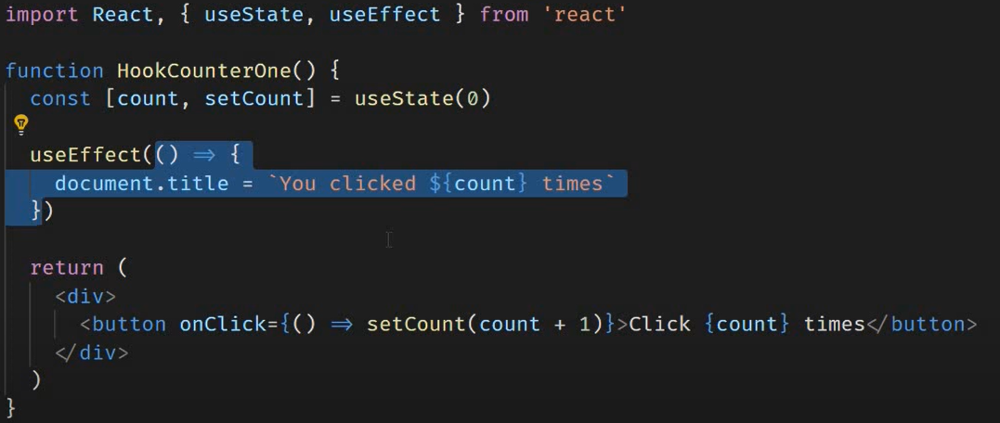 import React, { useState, useEffect } from 'react'
function HookCounterOne() {
const [count, setCount] = useState(0)
useEffect(() => {
document.title = `You clicked ${count} times`
})
return (
<div>
<button onClick={() => setCount(count + 1)}>Click {count} times</button>
</div>
)
}